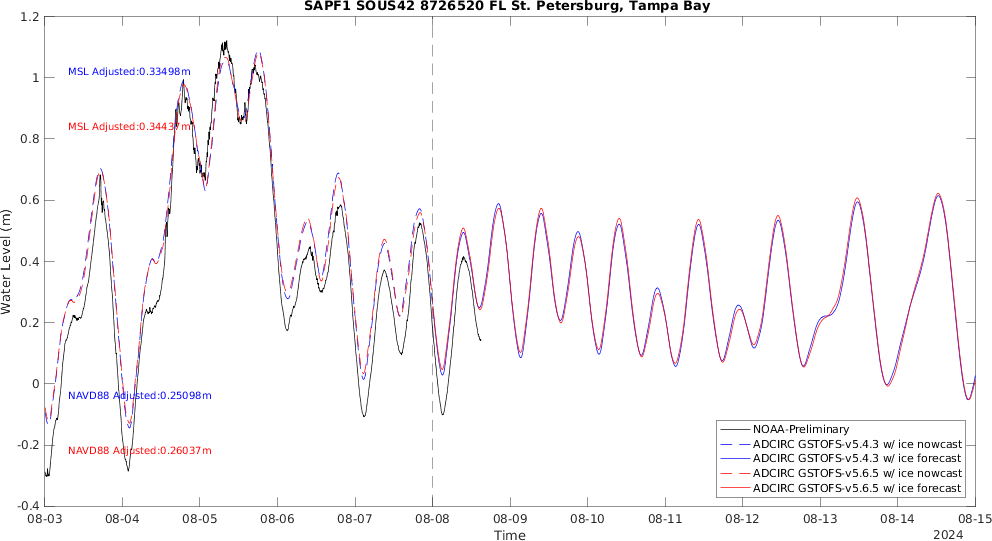 SAPF1 SOUS42 8726520 FL St. Petersburg, Tampa Bay
1.2
1
0.8
0.6
0.4
0.2
0
-0.2
-0.4
Water Level (m)
MSL Adjusted:0.33498m
MSL Adjusted:0.34437m
NAVD88 Adjusted:0.25098m
NAVD88 Adjusted:0.26037m
NOAA-Preliminary
ADCIRC GSTOFS-v5.4.3 w/ ice nowcast
ADCIRC GSTOFS-v5.4.3 w/ ice forecast
ADCIRC GSTOFS-v5.6.5 w/ ice nowcast
ADCIRC GSTOFS-v5.6.5 w/ ice forecast
08-03 08-04 08-05 08-06 08-07 08-08 08-09 08-10 08-11 08-12 08-13 08-14 08-15
Time
2024